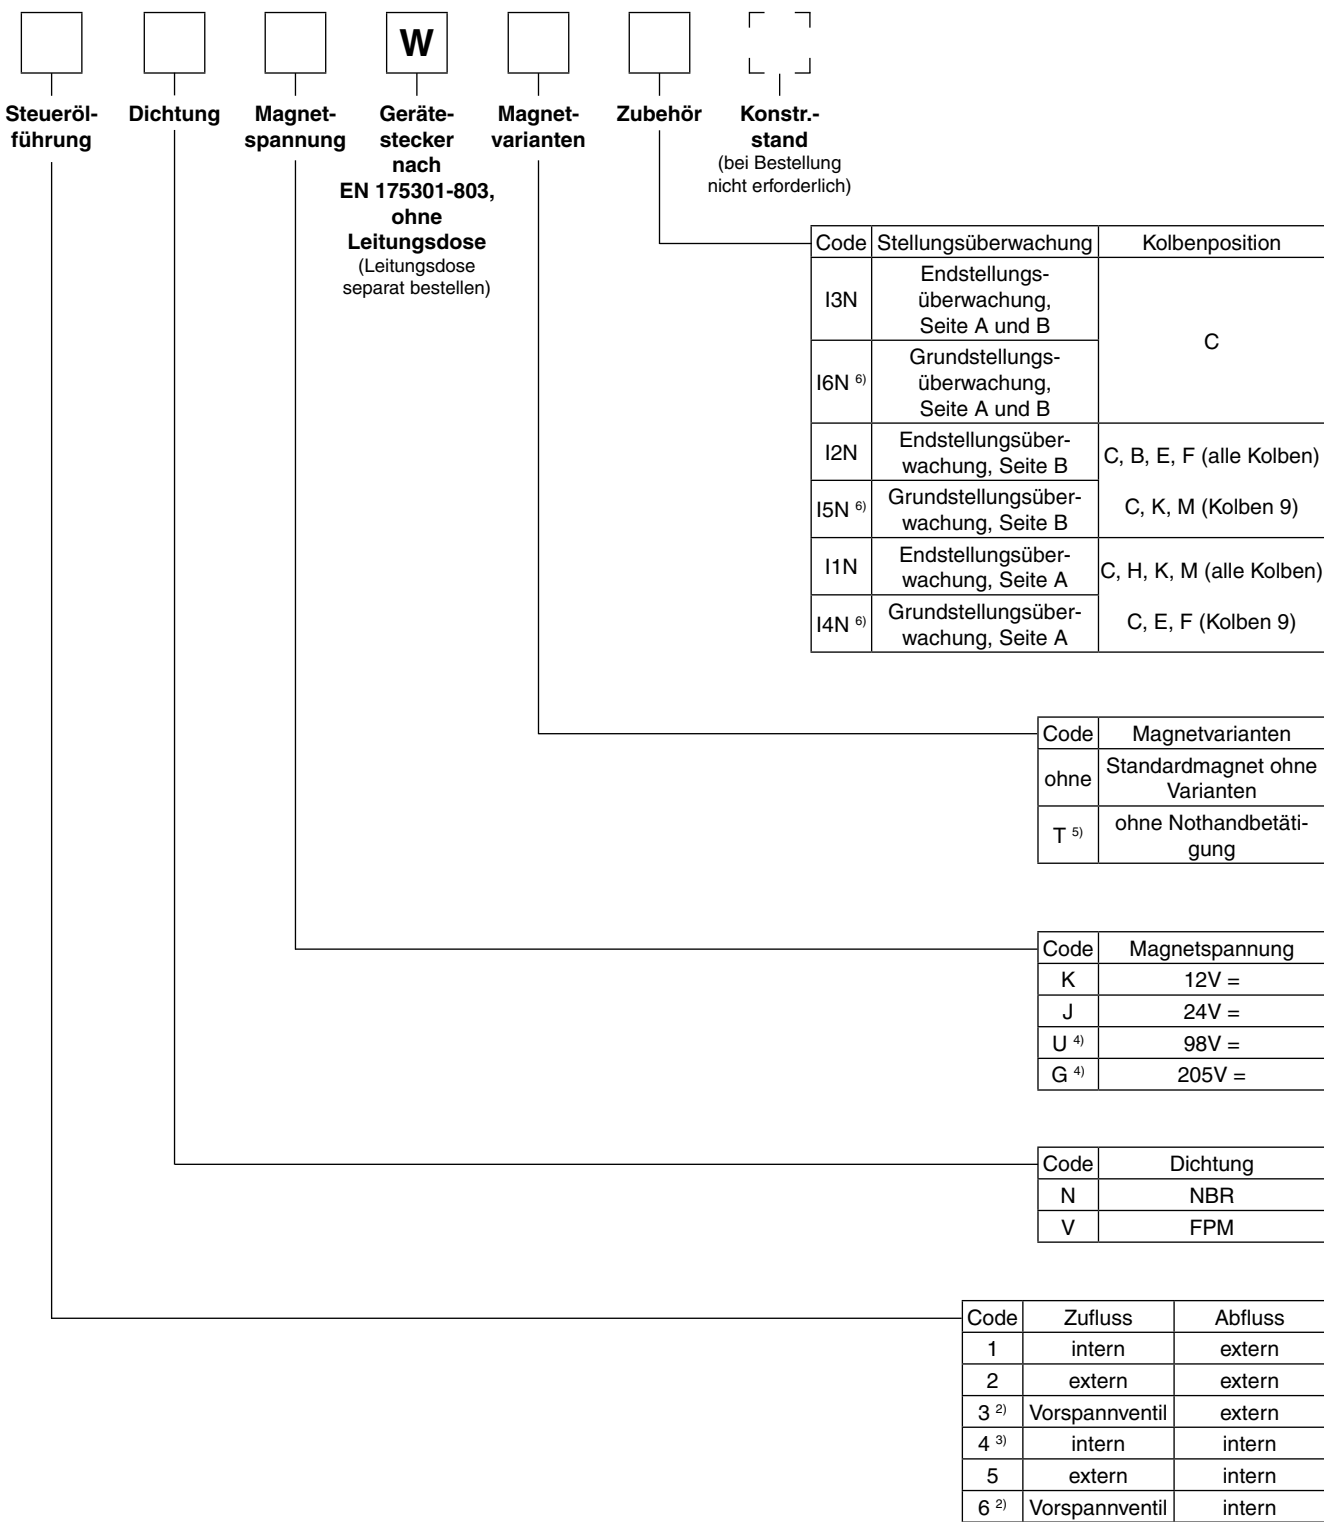 W
Steueröl-
führung
Dichtung
Magnet-
spannung
Geräte-
stecker
nach
EN 175301-803,
ohne
Leitungsdose
(Leitungsdose
separat bestellen)
Magnet-
varianten
Zubehör
Konstr.-
stand
(bei Bestellung
nicht erforderlich)
Code Stellungsüberwachung Kolbenposition
I3N Endstellungs-
überwachung,
Seite A und B
C
I6N 6) Grundstellungs-
überwachung,
Seite A und B
I2N Endstellungsüber-
wachung, Seite B
C, B, E, F (alle Kolben)
I5N 6) Grundstellungsüber-
wachung, Seite B
C, K, M (Kolben 9)
I1N Endstellungsüber-
wachung, Seite A
C, H, K, M (alle Kolben)
I4N 6) Grundstellungsüber-
wachung, Seite A
C, E, F (Kolben 9)
Code Magnetvarianten
ohne Standardmagnet ohne
Varianten
T 5) ohne Nothandbetäti-
gung
Code Magnetspannung
K 12V =
J 24V =
U 4) 98V =
G 4) 205V =
Code Dichtung
N NBR
V FPM
Code Zufluss Abfluss
1 intern extern
2 extern extern
3 2) Vorspannventil extern
4 3) intern intern
5 extern intern
6 2) Vorspannventil intern